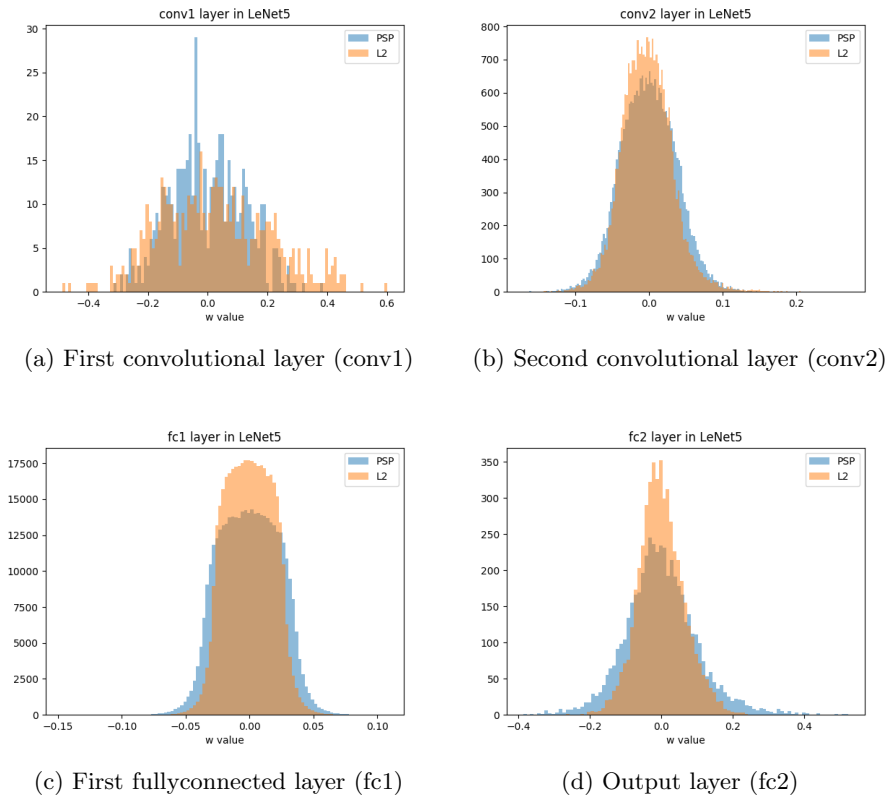 conv1 layer in LeNet5
30
25
20
15
10
5
0
−0.4 −0.2 0.0 0.2 0.4 0.6
w value
PSP
L2
(a) First convolutional layer (conv1)
conv2 layer in LeNet5
800
700
600
500
400
300
200
100
0
−0.1 0.0 0.1 0.2
w value
PSP
L2
(b) Second convolutional layer (conv2)
fc1 layer in LeNet5
17500
15000
12500
10000
7500
5000
2500
0
−0.15 −0.10 −0.05 0.00 0.05 0.10
w value
PSP
L2
(c) First fullyconnected layer (fc1)
fc2 layer in LeNet5
350
300
250
200
150
100
50
0
−0.4 −0.2 0.0 0.2 0.4
w value
PSP
L2
(d) Output layer (fc2)